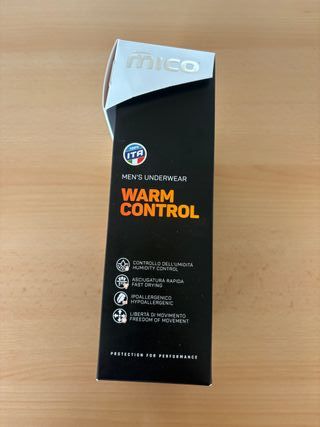 mico
100%
ITA
MEN'S UNDERWEAR
WARM
CONTROL
CONTROLLO DELL'UMIDITÀ
HUMIDITY CONTROL
ASCIUGATURA RAPIDA
FAST DRYING
IPOALLERGENICO
HYPOALLERGENIC
LIBERTÀ DI MOVIMENTO
FREEDOM OF MOVEMENT
PROTECTION FOR PERFORMANCE